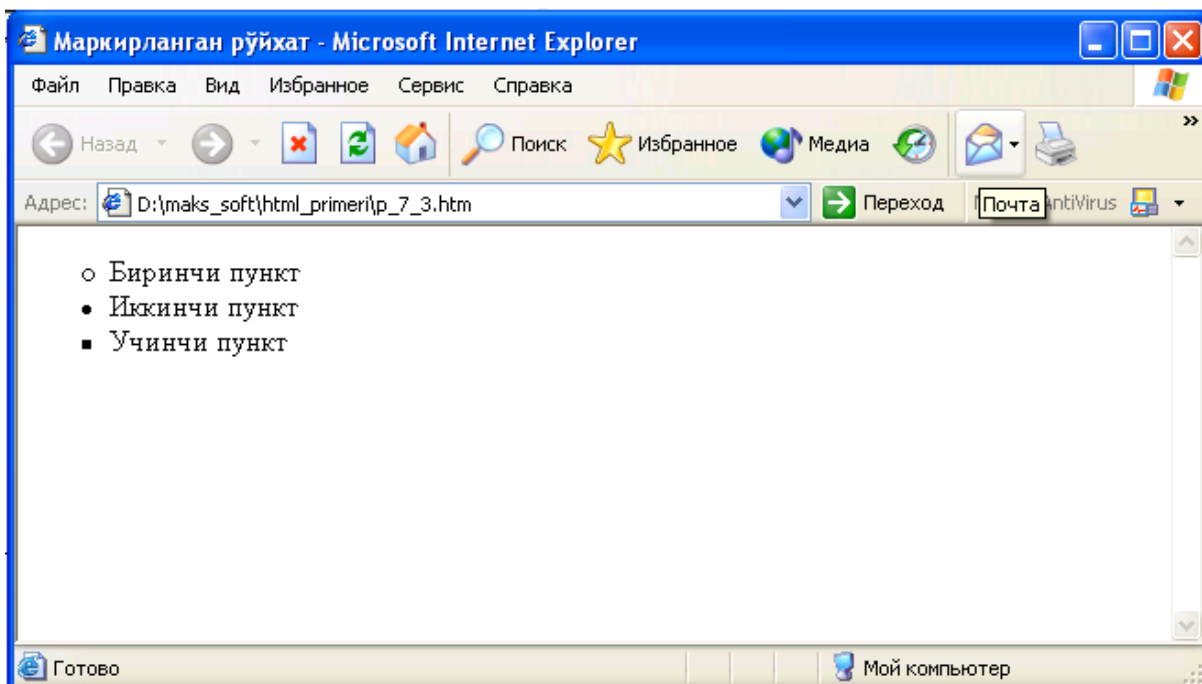 Маркирланган рўйхат - Microsoft Internet Explorer
Файл Правка Вид Избранное Сервис Справка
Назад Поиск Избранное Медиа »
Адрес: D:\maks_soft\html_primeri\p_7_3.htm Переход Почта AntiVirus
Биринчи пункт
Иккинчи пункт
Учинчи пункт
Готово Мой компьютер